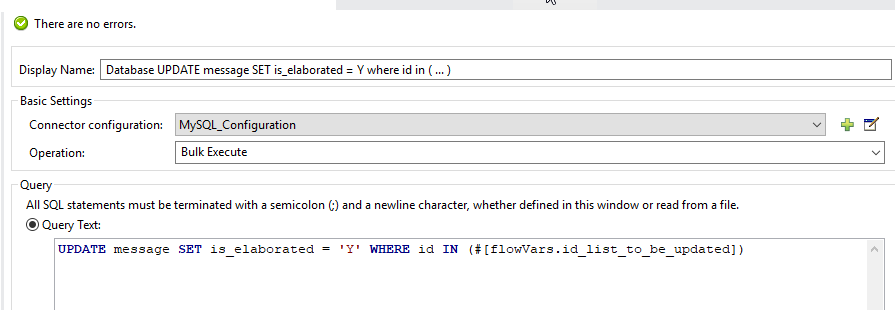 There are no errors.
Display Name: Database UPDATE message SET is_elaborated = Y where id in ( ... )
Basic Settings
Connector configuration: MySQL_Configuration
Operation: Bulk Execute
Query
All SQL statements must be terminated with a semicolon (;) and a newline character, whether defined in this window or read from a file.
Query Text:
UPDATE message SET is_elaborated = 'Y' WHERE id IN (#[flowVars.id_list_to_be_updated])